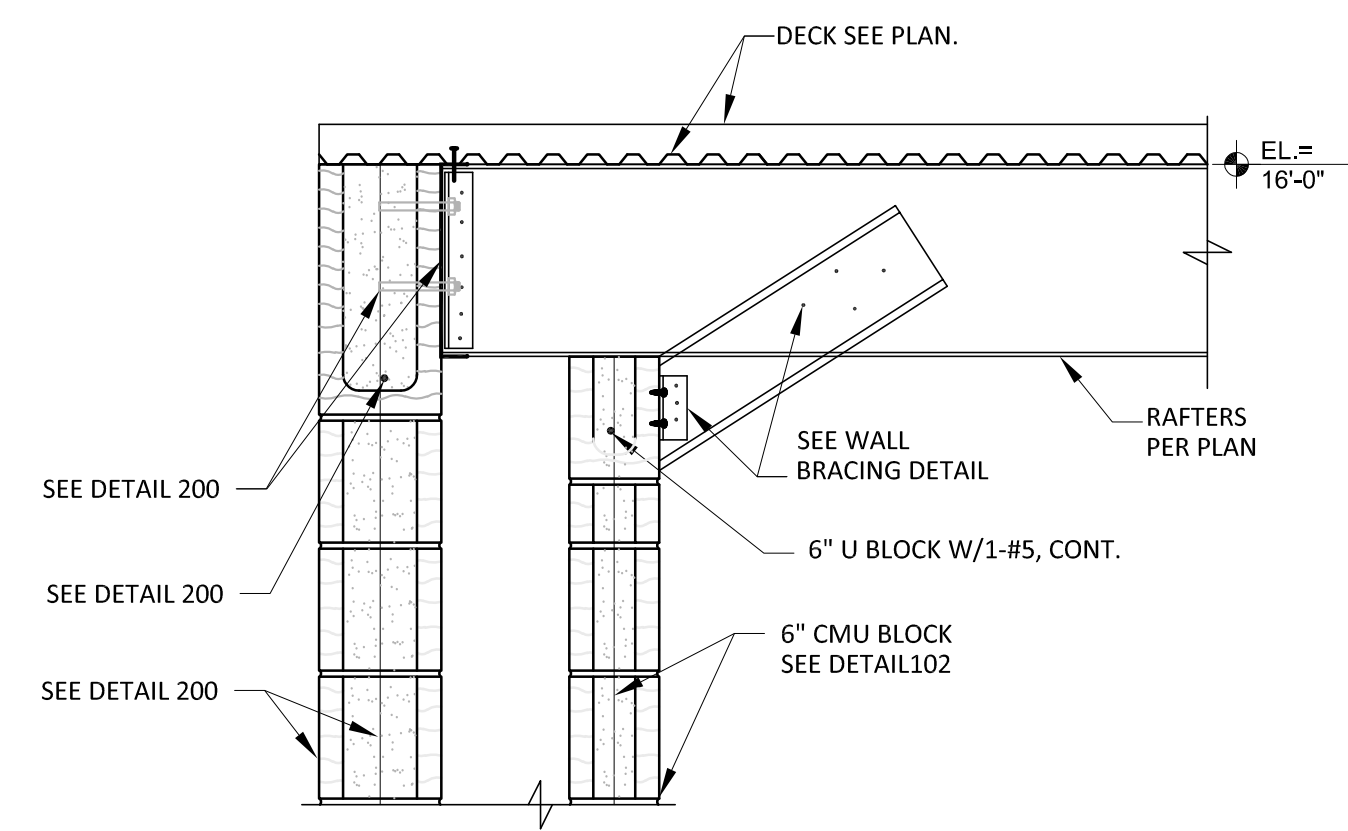 DECK SEE PLAN.
EL.=
16'-0"
RAFTERS
PER PLAN
SEE WALL
BRACING DETAIL
SEE DETAIL 200
6" U BLOCK W/1-#5, CONT.
SEE DETAIL 200
6" CMU BLOCK
SEE DETAIL102
SEE DETAIL 200